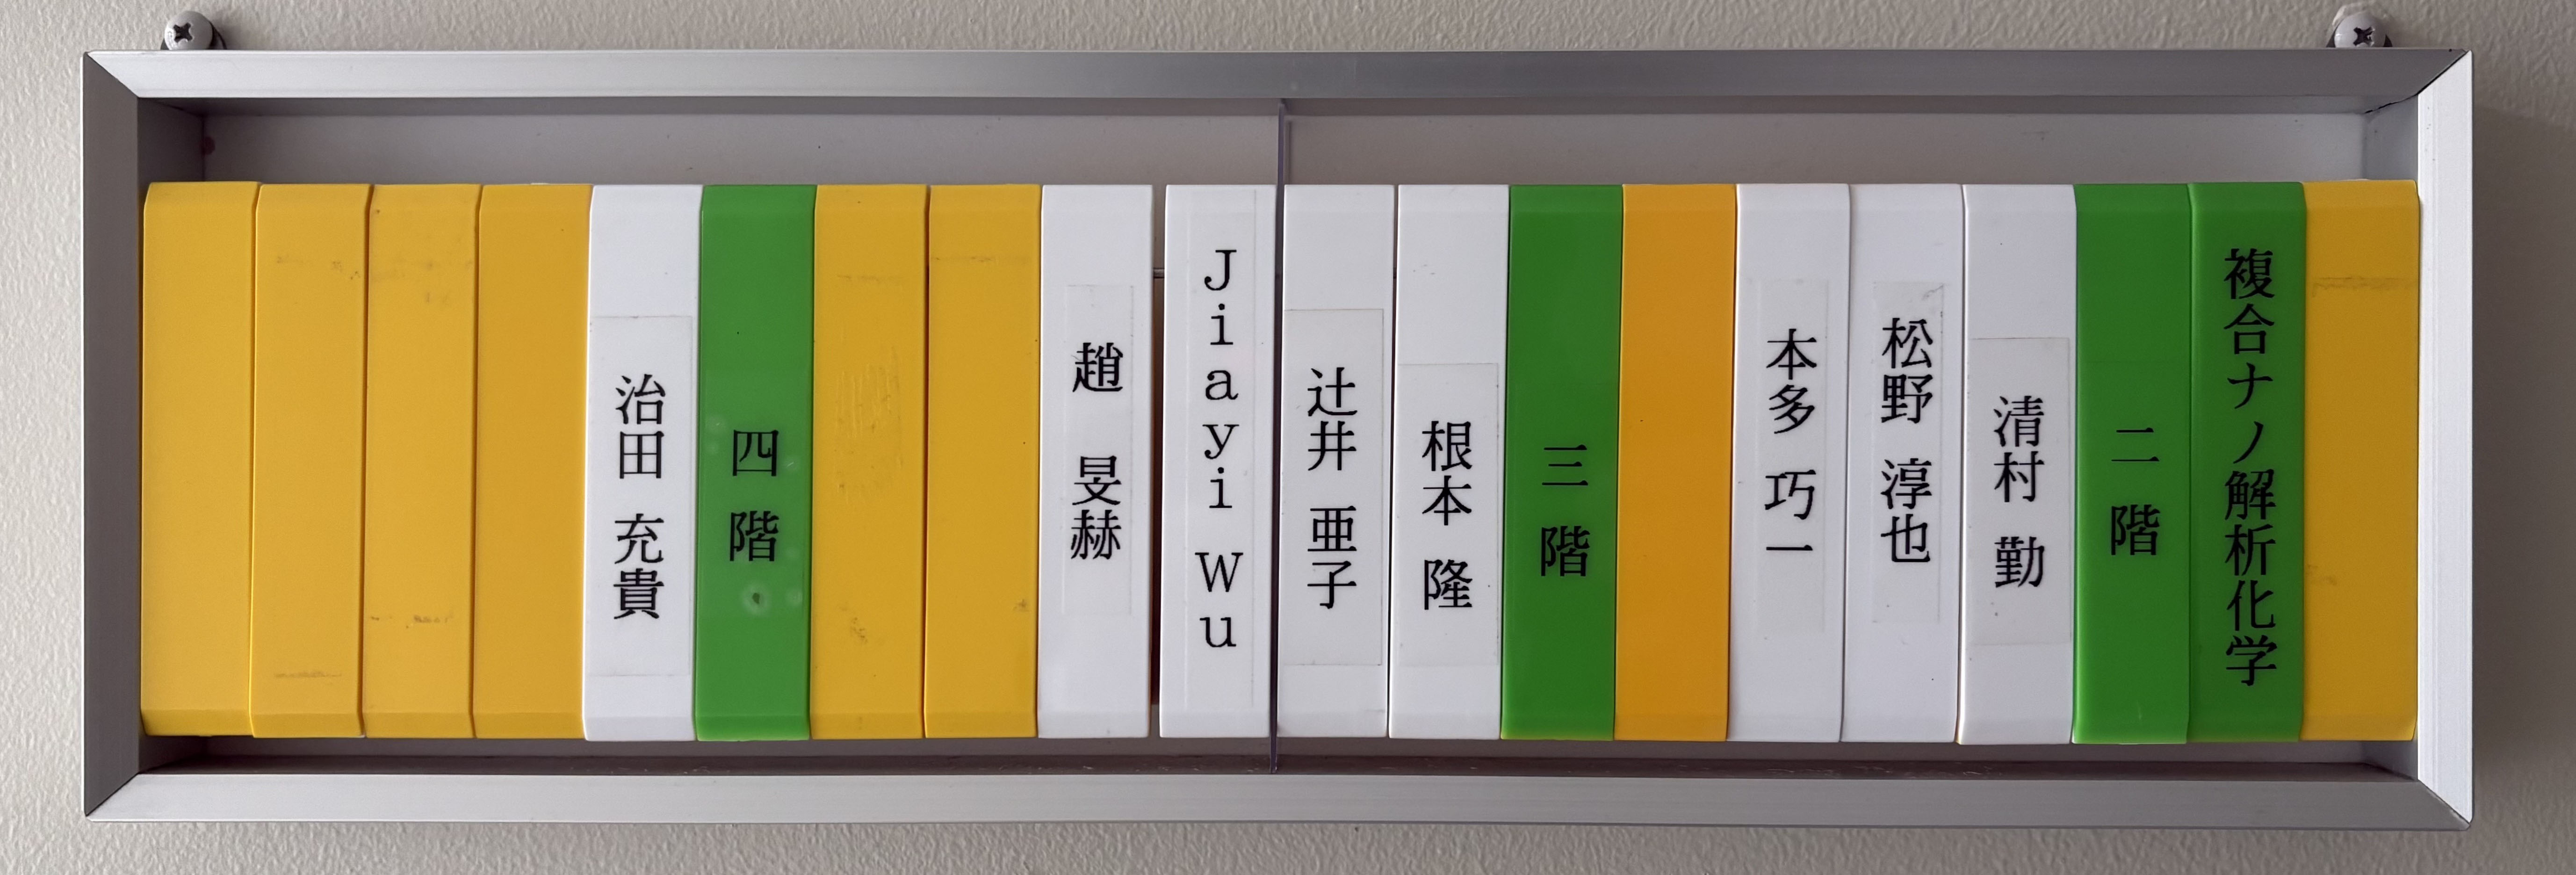 複合ナノ解析化学
二階
清村 勤
松野 淳也
本多 巧一
三階
根本 隆
辻井 亜子
Jiayi Wu
趙 旻赫
四階
治田 充貴